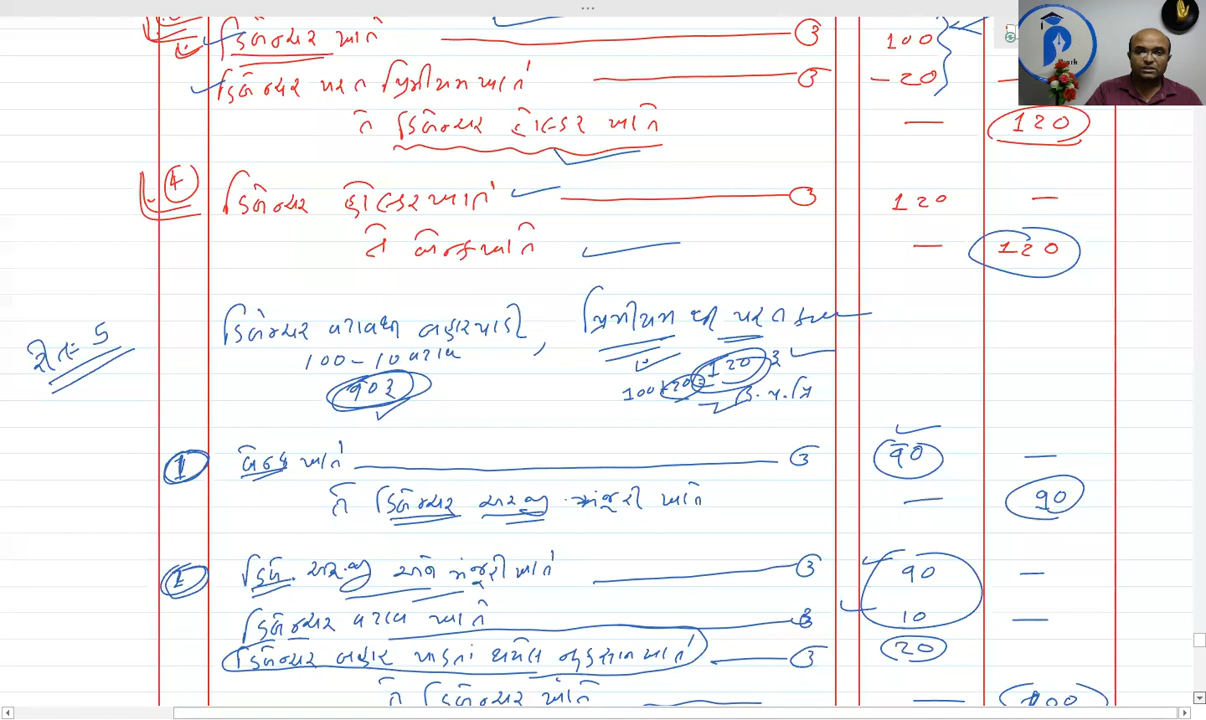 ડિબેન્ચર ખાતે ઉ 100
ડિબેન્ચર પરત પ્રિમીયમ ખાતે ઉ 20 —
તે ડિબેન્ચર હોલ્ડર ખાતે — 120
4 ડિબેન્ચર હોલ્ડર ખાતે ઉ 120 —
તે બેન્ક ખાતે — 120
રીત: 5 ડિબેન્ચર વટાવથી બહાર પાડી, પ્રિમીયમ થી પરત કરવા
100 – 10 વટાવ 100+20= 120 રૂ
90 રૂ ડિ.પ.પ્રિ
1 બેન્ક ખાતે ઉ 90 —
તે ડિબેન્ચર અરજી મંજૂરી ખાતે — 90
2 ડિબે. અરજી અને મંજૂરી ખાતે ઉ 90 —
ડિબેન્ચર વટાવ ખાતે ઉ 10 —
ડિબેન્ચર બહાર પાડતાં થયેલ નુકસાન ખાતે ઉ 20
તે ડિબેન્ચર ખાતે — 100